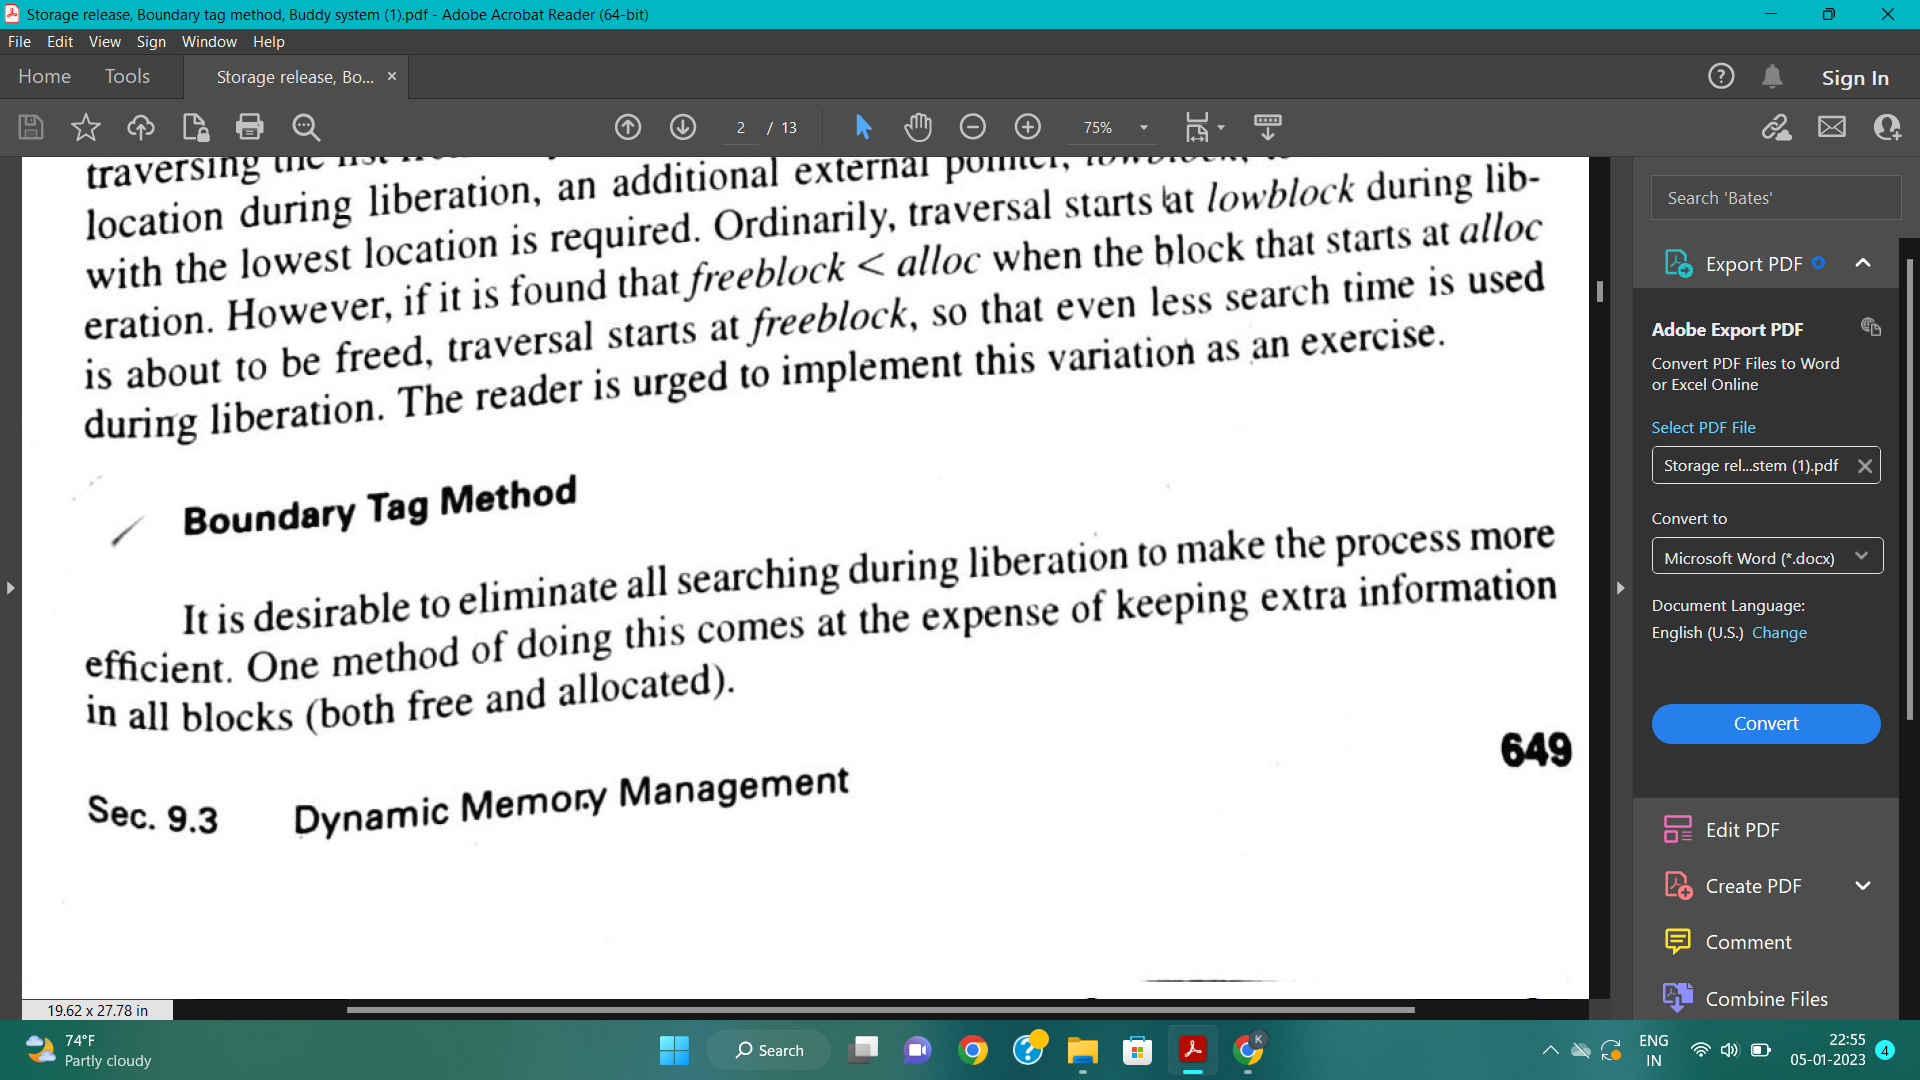 Storage release, Boundary tag method, Buddy system (1).pdf - Adobe Acrobat Reader (64-bit)
File Edit View Sign Window Help
Home Tools Storage release, Bo... × Sign In
2 / 13 75%
traversing the
location during liberation, an additional external pointer,
with the lowest location is required. Ordinarily, traversal starts at lowblock during lib-
eration. However, if it is found that freeblock < alloc when the block that starts at alloc
is about to be freed, traversal starts at freeblock, so that even less search time is used
during liberation. The reader is urged to implement this variation as an exercise.
Boundary Tag Method
It is desirable to eliminate all searching during liberation to make the process more
efficient. One method of doing this comes at the expense of keeping extra information
in all blocks (both free and allocated).
Sec. 9.3 Dynamic Memory Management 649
19.62 x 27.78 in
Search 'Bates'
Export PDF
Adobe Export PDF
Convert PDF Files to Word
or Excel Online
Select PDF File
Storage rel...stem (1).pdf
Convert to
Microsoft Word (*.docx)
Document Language:
English (U.S.) Change
Convert
Edit PDF
Create PDF
Comment
Combine Files
74°F
Partly cloudy
Search
K
ENG
IN
22:55
05-01-2023
4